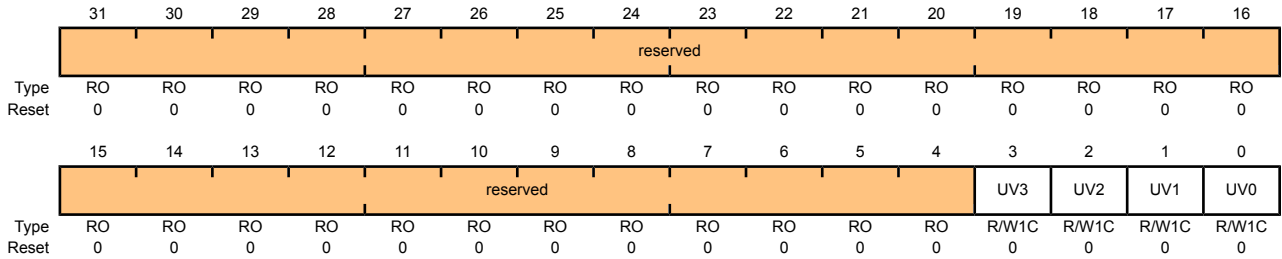 31 30 29 28 27 26 25 24 23 22 21 20 19 18 17 16
reserved
Type RO RO RO RO RO RO RO RO RO RO RO RO RO RO RO RO
Reset 0 0 0 0 0 0 0 0 0 0 0 0 0 0 0 0
15 14 13 12 11 10 9 8 7 6 5 4 3 2 1 0
reserved UV3 UV2 UV1 UV0
Type RO RO RO RO RO RO RO RO RO RO RO RO R/W1C R/W1C R/W1C R/W1C
Reset 0 0 0 0 0 0 0 0 0 0 0 0 0 0 0 0